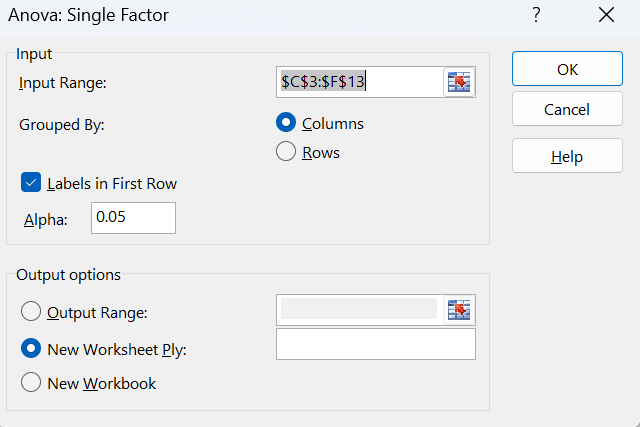 Anova: Single Factor
?
Input
Input Range:
$C$3:$F$13
Grouped By:
Columns
Rows
Labels in First Row
Alpha:
0.05
OK
Cancel
Help
Output options
Output Range:
New Worksheet Ply:
New Workbook